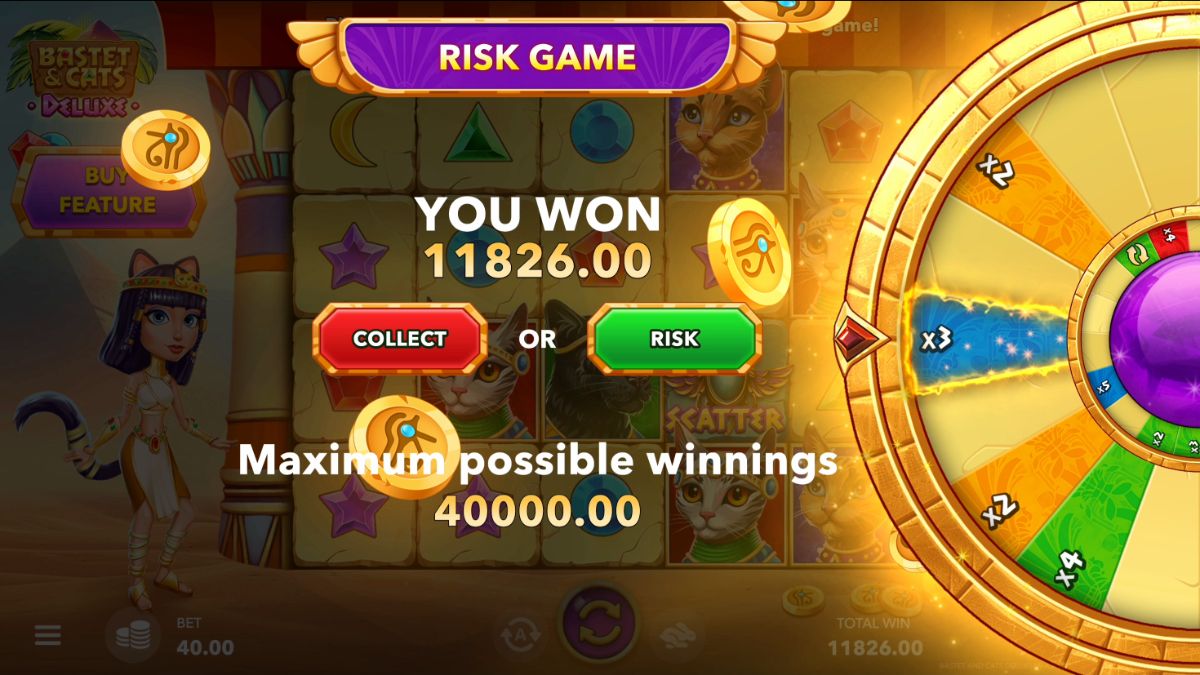 RISK GAME
game!
BASTET
& CATS
DELUXE
BUY
FEATURE
YOU WON
11826.00
COLLECT
OR
RISK
SCATTER
Maximum possible winnings
40000.00
x2
x3
x2
x4
x4
x5
x2
BET
40.00
A
TOTAL WIN
11826.00